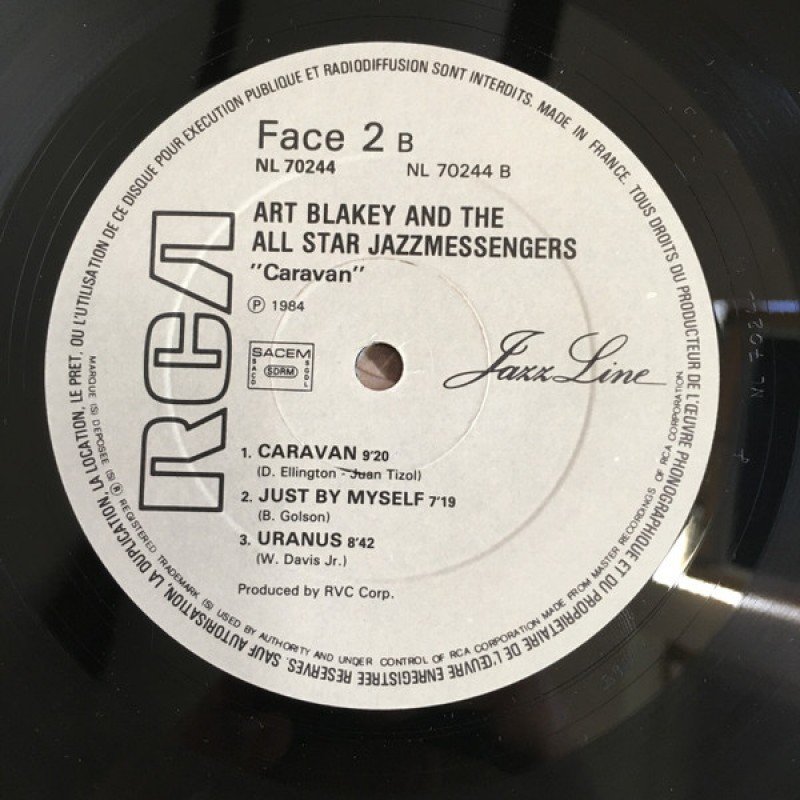 Face 2 B
NL 70244 NL 70244 B
ART BLAKEY AND THE
ALL STAR JAZZMESSENGERS
"Caravan"
Ⓟ 1984
RCA
SACEM
SACD SDRM SGDL
Jazz Line
1. CARAVAN 9'20
(D. Ellington - Juan Tizol)
2. JUST BY MYSELF 7'19
(B. Golson)
3. URANUS 8'42
(W. Davis Jr.)
Produced by RVC Corp.
MADE IN FRANCE. TOUS DROITS DU PRODUCTEUR DE L'ŒUVRE PHONOGRAPHIQUE ET DU PROPRIETAIRE DE L'ŒUVRE ENREGISTREE RESERVES. SAUF AUTORISATION, LA DUPLICATION, LA LOCATION, LE PRET, OU L'UTILISATION DE CE DISQUE POUR EXECUTION PUBLIQUE ET RADIODIFFUSION SONT INTERDITS.
MARQUE (S) DEPOSEE (S) ® REGISTERED TRADEMARK (S) USED BY AUTHORITY AND UNDER CONTROL OF RCA CORPORATION MADE FROM MASTER RECORDINGS OF RCA CORPORATION